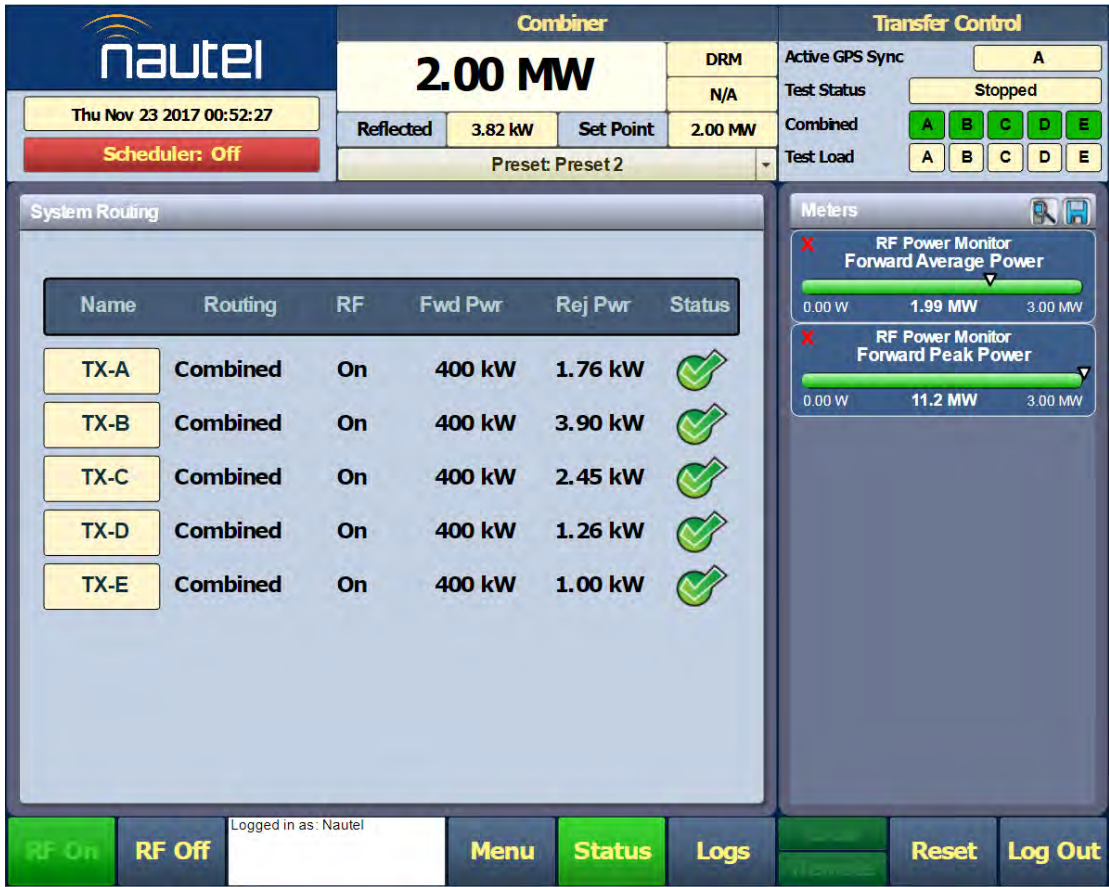 nautel
Thu Nov 23 2017 00:52:27
Scheduler: Off
Combiner
2.00 MW
DRM
N/A
Reflected 3.82 kW Set Point 2.00 MW
Preset: Preset 2
Transfer Control
Active GPS Sync A
Test Status Stopped
Combined A B C D E
Test Load A B C D E
System Routing
Name Routing RF Fwd Pwr Rej Pwr Status
TX-A Combined On 400 kW 1.76 kW
TX-B Combined On 400 kW 3.90 kW
TX-C Combined On 400 kW 2.45 kW
TX-D Combined On 400 kW 1.26 kW
TX-E Combined On 400 kW 1.00 kW
Meters
X RF Power Monitor
Forward Average Power
0.00 W 1.99 MW 3.00 MW
X RF Power Monitor
Forward Peak Power
0.00 W 11.2 MW 3.00 MW
RF On RF Off
Logged in as: Nautel
Menu Status Logs
Reset Log Out